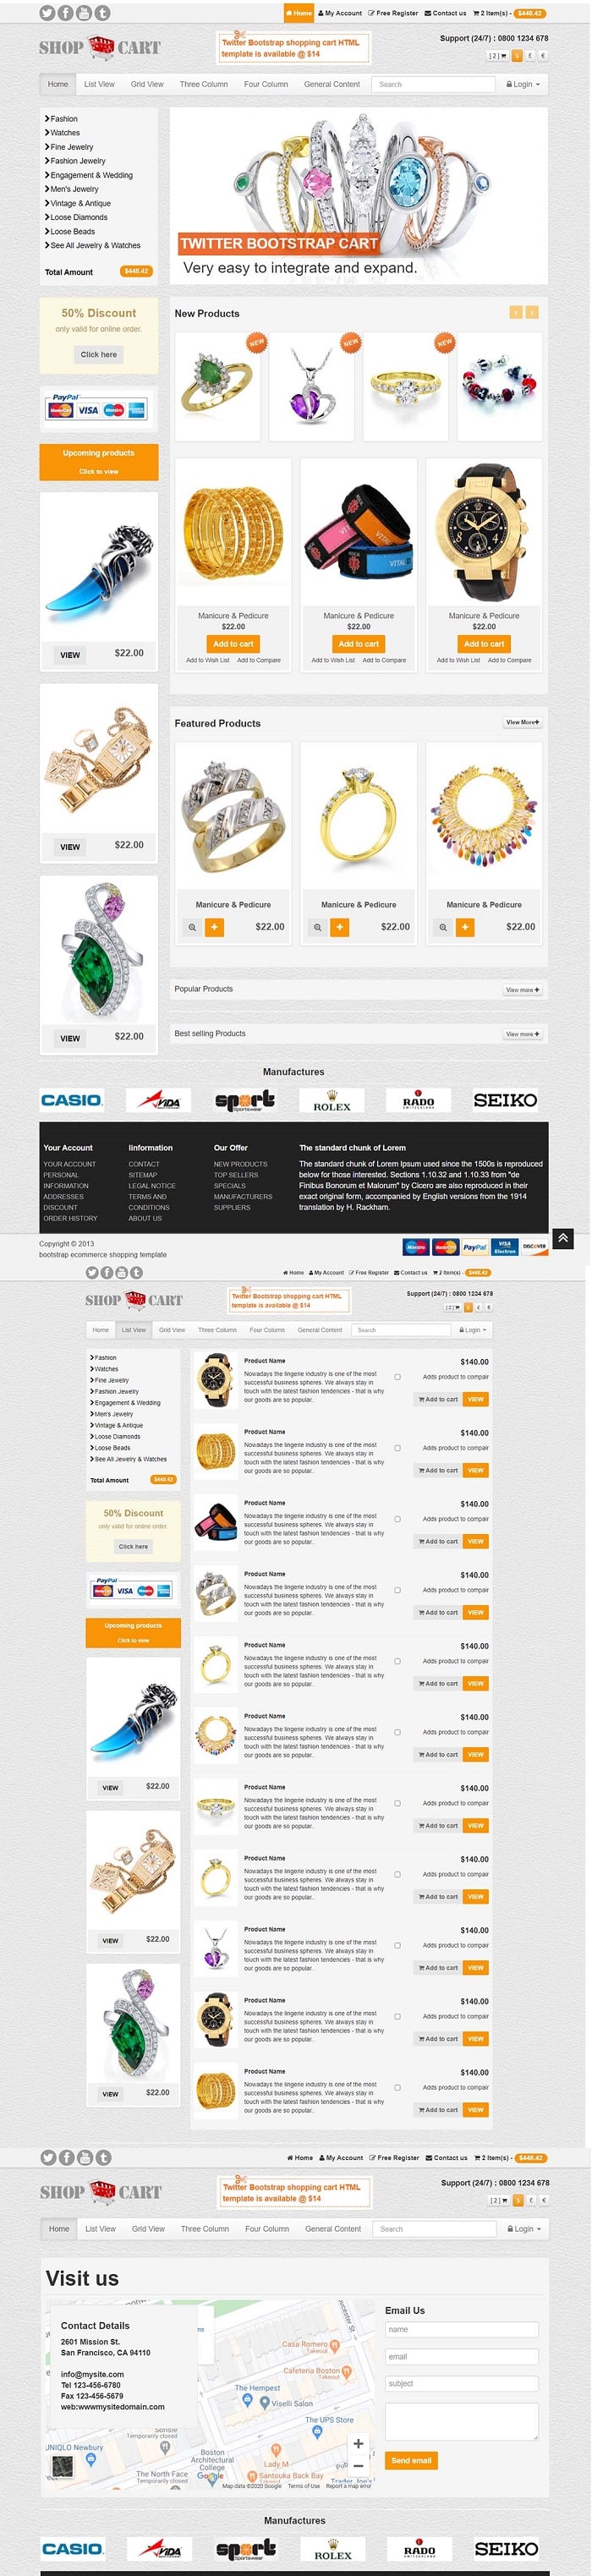 Home My Account Free Register Contact us 2 Item(s) - $448.42
SHOP CART
Twitter Bootstrap shopping cart HTML
template is available @ $14
Support (24/7) : 0800 1234 678
[ 2 ] $ £ €
Home List View Grid View Three Column Four Column General Content Search Login
Fashion
Watches
Fine Jewelry
Fashion Jewelry
Engagement & Wedding
Men's Jewelry
Vintage & Antique
Loose Diamonds
Loose Beads
See All Jewelry & Watches
Total Amount $448.42
TWITTER BOOTSTRAP CART
Very easy to integrate and expand.
50% Discount
only valid for online order.
Click here
PayPal
MasterCard VISA Maestro AMERICAN EXPRESS
Upcoming products
Click to view
VIEW $22.00
VIEW $22.00
VIEW $22.00
New Products
NEW NEW NEW
VITAL VITAL
Manicure & Pedicure Manicure & Pedicure Manicure & Pedicure
$22.00 $22.00 $22.00
Add to cart Add to cart Add to cart
Add to Wish List Add to Compare Add to Wish List Add to Compare Add to Wish List Add to Compare
Featured Products View More+
Manicure & Pedicure Manicure & Pedicure Manicure & Pedicure
$22.00 $22.00 $22.00
Popular Products View more +
Best selling Products View more +
Manufactures
CASIO ViDA sport sportswear ROLEX RADO SWITZERLAND SEIKO
Your Account Iinformation Our Offer The standard chunk of Lorem
YOUR ACCOUNT CONTACT NEW PRODUCTS The standard chunk of Lorem Ipsum used since the 1500s is reproduced
PERSONAL SITEMAP TOP SELLERS below for those interested. Sections 1.10.32 and 1.10.33 from "de
INFORMATION LEGAL NOTICE SPECIALS Finibus Bonorum et Malorum" by Cicero are also reproduced in their
ADDRESSES TERMS AND MANUFACTURERS exact original form, accompanied by English versions from the 1914
DISCOUNT CONDITIONS SUPPLIERS translation by H. Rackham.
ORDER HISTORY ABOUT US
Copyright © 2013
bootstrap ecommerce shopping template
Maestro MasterCard PayPal VISA Electron DISCOVER
Home My Account Free Register Contact us 2 Item(s) - $448.42
SHOP CART
Twitter Bootstrap shopping cart HTML
template is available @ $14
Support (24/7) : 0800 1234 678
[ 2 ] $ £ €
Home List View Grid View Three Column Four Column General Content Search Login
Fashion
Watches
Fine Jewelry
Fashion Jewelry
Engagement & Wedding
Men's Jewelry
Vintage & Antique
Loose Diamonds
Loose Beads
See All Jewelry & Watches
Total Amount $448.42
50% Discount
only valid for online order.
Click here
PayPal
MasterCard VISA Maestro AMERICAN EXPRESS
Upcoming products
Click to view
VIEW $22.00
VIEW $22.00
VIEW $22.00
Product Name $140.00
Nowadays the lingerie industry is one of the most
successful business spheres. We always stay in
touch with the latest fashion tendencies - that is why
our goods are so popular..
Adds product to compair
Add to cart VIEW
Product Name $140.00
Nowadays the lingerie industry is one of the most
successful business spheres. We always stay in
touch with the latest fashion tendencies - that is why
our goods are so popular..
Adds product to compair
Add to cart VIEW
Product Name $140.00
Nowadays the lingerie industry is one of the most
successful business spheres. We always stay in
touch with the latest fashion tendencies - that is why
our goods are so popular..
Adds product to compair
Add to cart VIEW
Product Name $140.00
Nowadays the lingerie industry is one of the most
successful business spheres. We always stay in
touch with the latest fashion tendencies - that is why
our goods are so popular..
Adds product to compair
Add to cart VIEW
Product Name $140.00
Nowadays the lingerie industry is one of the most
successful business spheres. We always stay in
touch with the latest fashion tendencies - that is why
our goods are so popular..
Adds product to compair
Add to cart VIEW
Product Name $140.00
Nowadays the lingerie industry is one of the most
successful business spheres. We always stay in
touch with the latest fashion tendencies - that is why
our goods are so popular..
Adds product to compair
Add to cart VIEW
Product Name $140.00
Nowadays the lingerie industry is one of the most
successful business spheres. We always stay in
touch with the latest fashion tendencies - that is why
our goods are so popular..
Adds product to compair
Add to cart VIEW
Product Name $140.00
Nowadays the lingerie industry is one of the most
successful business spheres. We always stay in
touch with the latest fashion tendencies - that is why
our goods are so popular..
Adds product to compair
Add to cart VIEW
Product Name $140.00
Nowadays the lingerie industry is one of the most
successful business spheres. We always stay in
touch with the latest fashion tendencies - that is why
our goods are so popular..
Adds product to compair
Add to cart VIEW
Product Name $140.00
Nowadays the lingerie industry is one of the most
successful business spheres. We always stay in
touch with the latest fashion tendencies - that is why
our goods are so popular..
Adds product to compair
Add to cart VIEW
Product Name $140.00
Nowadays the lingerie industry is one of the most
successful business spheres. We always stay in
touch with the latest fashion tendencies - that is why
our goods are so popular..
Adds product to compair
Add to cart VIEW
Home My Account Free Register Contact us 2 Item(s) - $448.42
SHOP CART
Twitter Bootstrap shopping cart HTML
template is available @ $14
Support (24/7) : 0800 1234 678
[ 2 ] $ £ €
Home List View Grid View Three Column Four Column General Content Search Login
Visit us
Contact Details
2601 Mission St.
San Francisco, CA 94110
info@mysite.com
Tel 123-456-6780
Fax 123-456-5679
web:wwwmysitedomain.com
Casa Romero
Takeout
Cafeteria Boston
Takeout
The Hempest
Viselli Salon
The UPS Store
Temporarily closed
UNIQLO Newbury
The North Face
Temporarily closed
Boston
Architectural
College
Lady M
Santouka Back Bay
Trader Joe's
Google
Map data ©2020 Google Terms of Use Report a map error
Email Us
name
email
subject
Send email
Manufactures
CASIO ViDA sport sportswear ROLEX RADO SWITZERLAND SEIKO